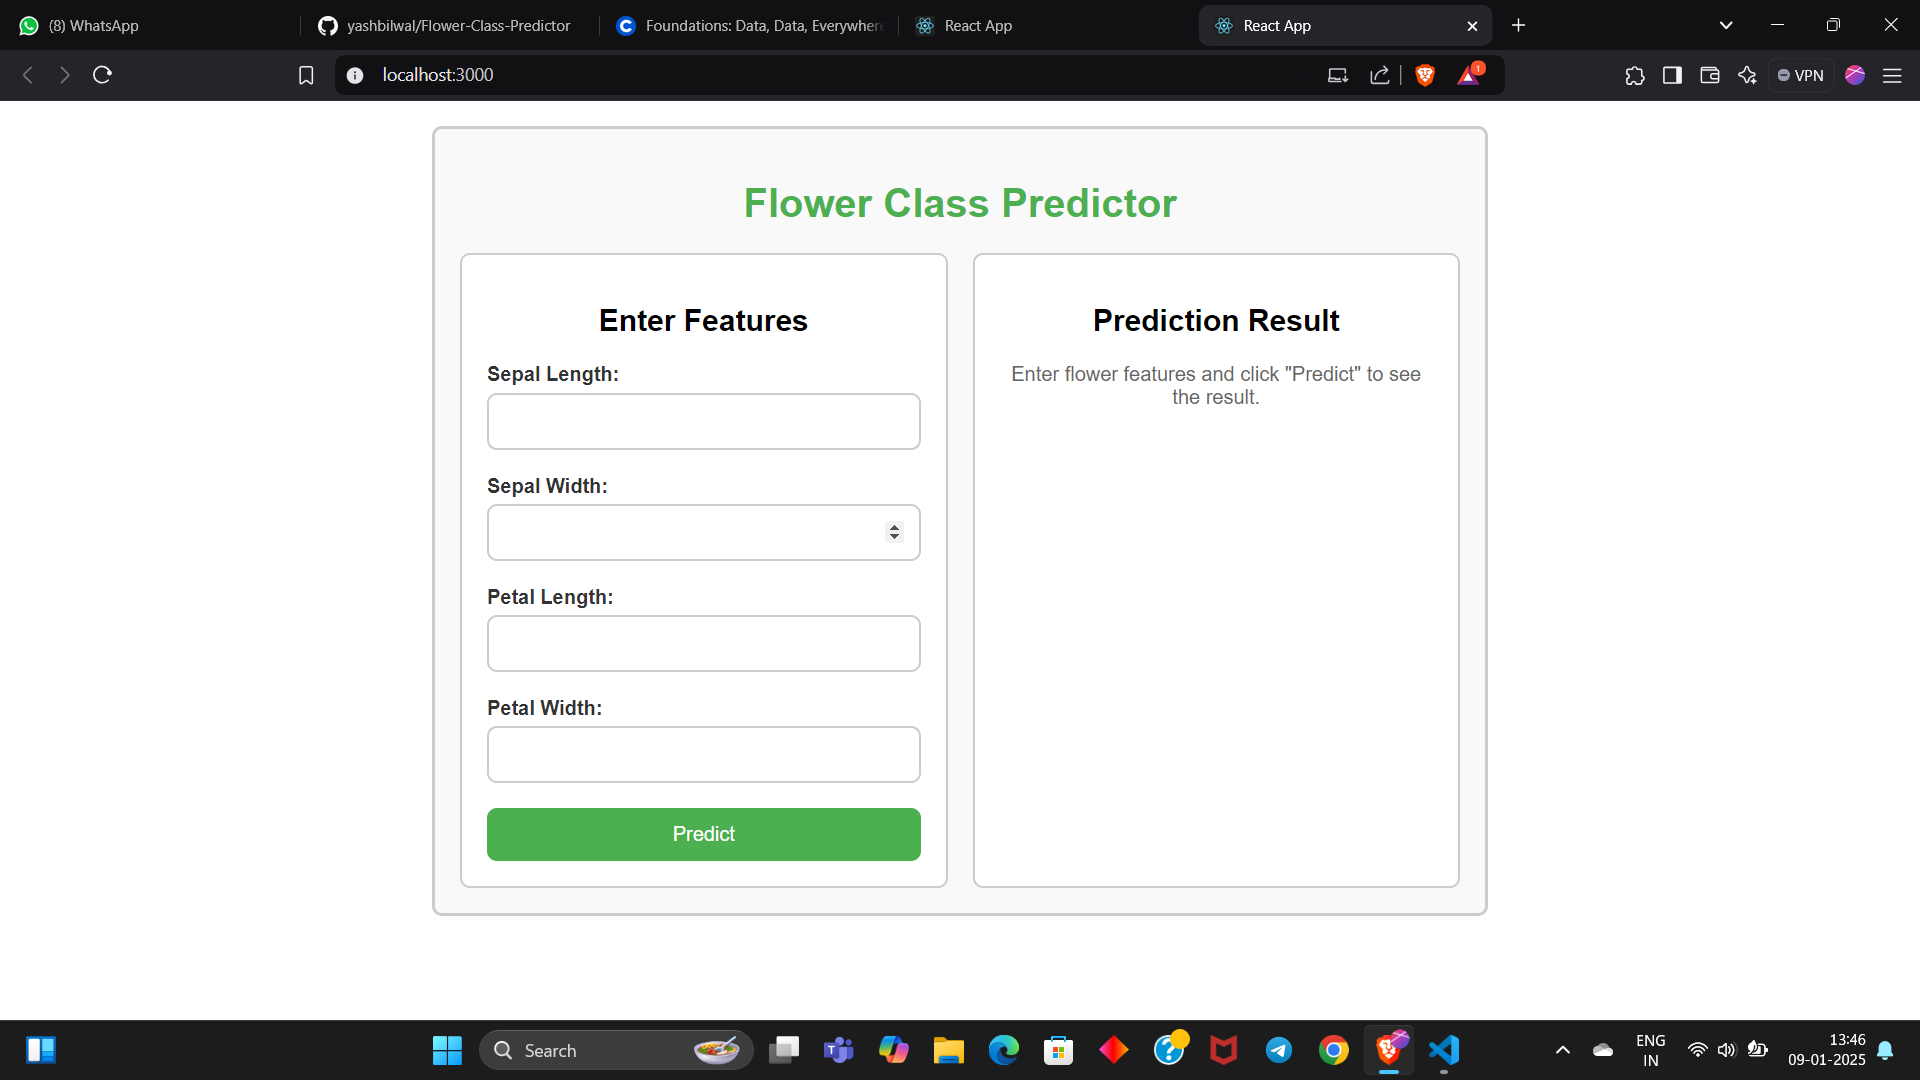 (8) WhatsApp
yashbilwal/Flower-Class-Predictor
Foundations: Data, Data, Everywhere
React App
React App
localhost:3000
1
VPN
Flower Class Predictor
Enter Features
Sepal Length:
Sepal Width:
Petal Length:
Petal Width:
Predict
Prediction Result
Enter flower features and click "Predict" to see
the result.
Search
ENG
IN
13:46
09-01-2025